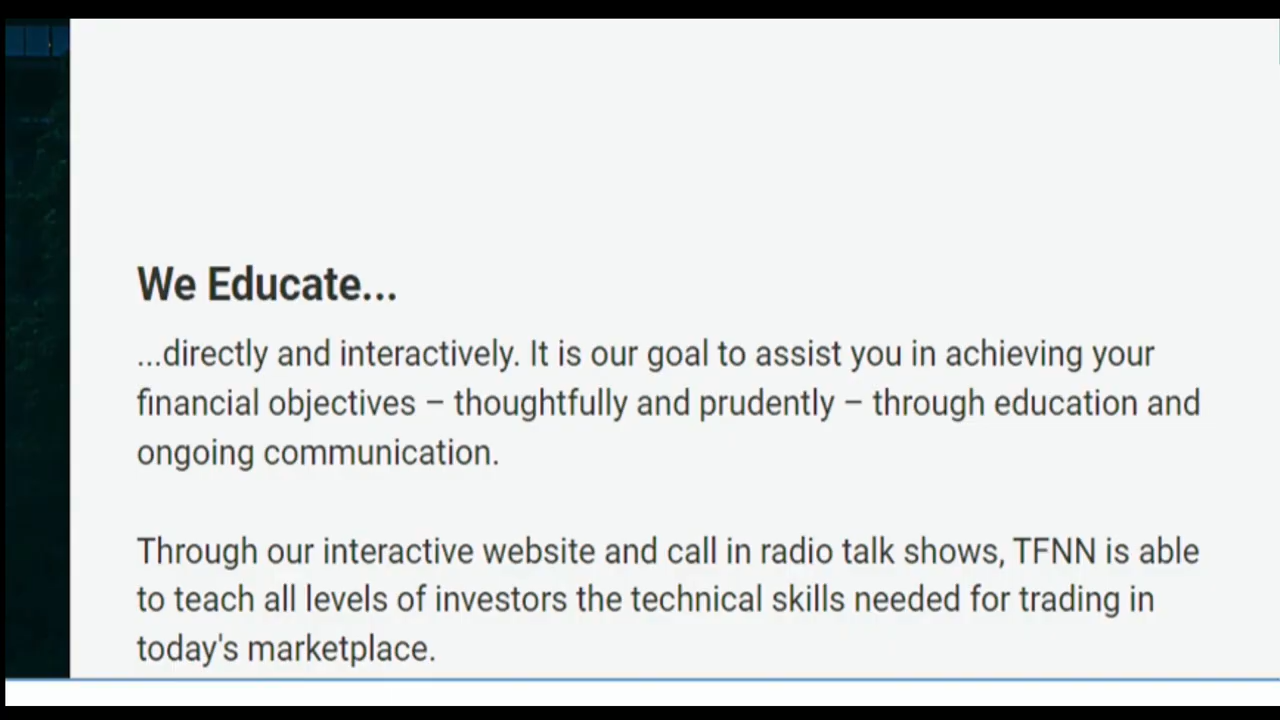 We Educate...
...directly and interactively. It is our goal to assist you in achieving your
financial objectives – thoughtfully and prudently – through education and
ongoing communication.
Through our interactive website and call in radio talk shows, TFNN is able
to teach all levels of investors the technical skills needed for trading in
today's marketplace.